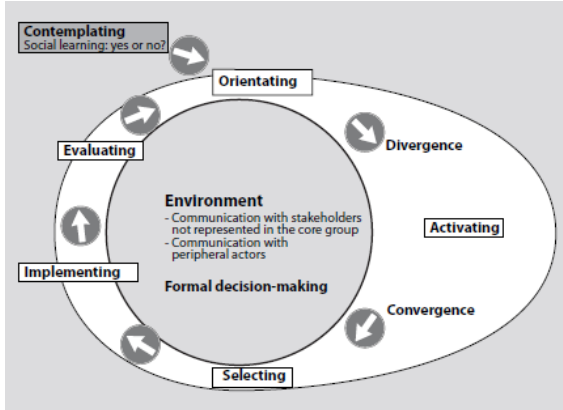 Contemplating
Social learning: yes or no?
Orientating
Divergence
Evaluating
Environment
- Communication with stakeholders
not represented in the core group
- Communication with
peripheral actors
Activating
Implementing
Formal decision-making
Convergence
Selecting